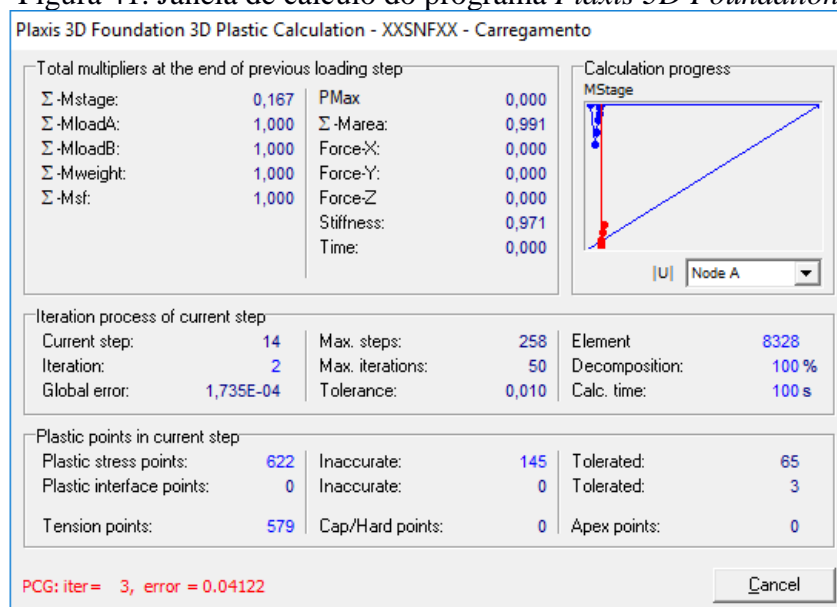 Figura 41: Janela de cálculo do programa Plaxis 3D Foundation
Plaxis 3D Foundation 3D Plastic Calculation - XXSNFXX - Carregamento
Total multipliers at the end of previous loading step
Σ-Mstage: 0,167
Σ-MloadA: 1,000
Σ-MloadB: 1,000
Σ-Mweight: 1,000
Σ-Msf: 1,000
PMax 0,000
Σ-Marea: 0,991
Force-X: 0,000
Force-Y: 0,000
Force-Z 0,000
Stiffness: 0,971
Time: 0,000
Calculation progress
MStage
|U| Node A
Iteration process of current step
Current step: 14 Max. steps: 258 Element 8328
Iteration: 2 Max. iterations: 50 Decomposition: 100 %
Global error: 1,735E-04 Tolerance: 0,010 Calc. time: 100 s
Plastic points in current step
Plastic stress points: 622 Inaccurate: 145 Tolerated: 65
Plastic interface points: 0 Inaccurate: 0 Tolerated: 3
Tension points: 579 Cap/Hard points: 0 Apex points: 0
PCG: iter= 3, error = 0.04122
Cancel